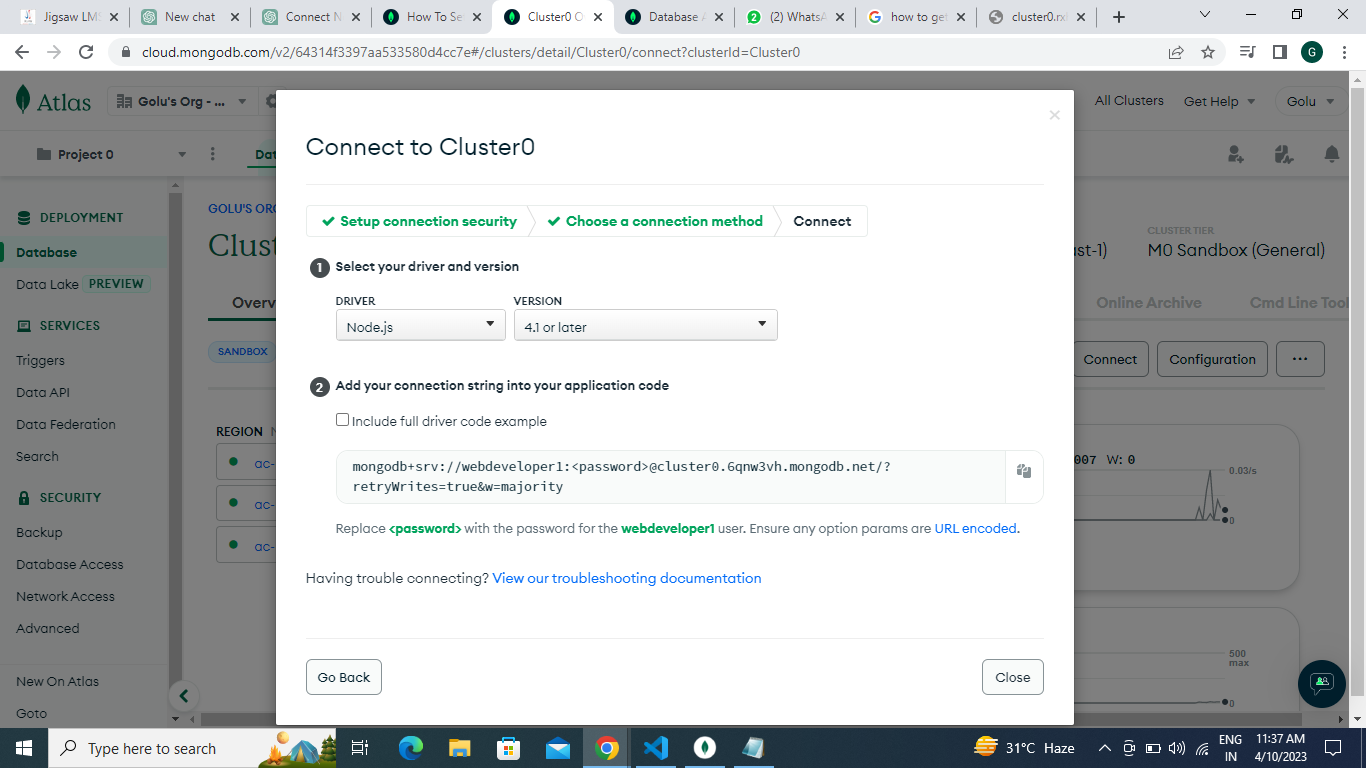 Jigsaw LM
New chat
Connect N
How To Se
Cluster0 O
Database A
(2) WhatsA
how to get
cluster0.rx
cloud.mongodb.com/v2/64314f3397aa533580d4cc7e#/clusters/detail/Cluster0/connect?clusterId=Cluster0
G
Atlas
Golu's Org - ...
All Clusters
Get Help
Golu
Project 0
Dat
DEPLOYMENT
Database
Data Lake PREVIEW
SERVICES
Triggers
Data API
Data Federation
Search
SECURITY
Backup
Database Access
Network Access
Advanced
New On Atlas
Goto
GOLU'S ORG
Clust
Overv
SANDBOX
REGION
ac-
ac-
ac-
Connect to Cluster0
Setup connection security
Choose a connection method
Connect
1 Select your driver and version
DRIVER
VERSION
Node.js
4.1 or later
2 Add your connection string into your application code
Include full driver code example
mongodb+srv://webdeveloper1:<password>@cluster0.6qnw3vh.mongodb.net/?
retryWrites=true&w=majority
Replace <password> with the password for the webdeveloper1 user. Ensure any option params are URL encoded.
Having trouble connecting? View our troubleshooting documentation
Go Back
Close
CLUSTER TIER
ast-1)
M0 Sandbox (General)
Online Archive
Cmd Line Tool
Connect
Configuration
...
007 W: 0
0.03/s
0
500
max
0
Type here to search
31°C Haze
ENG
IN
11:37 AM
4/10/2023